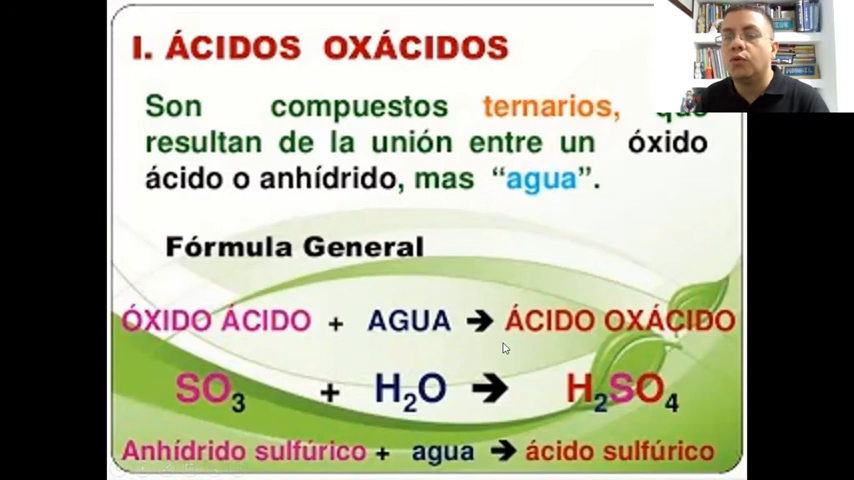 I. ÁCIDOS OXÁCIDOS
Son compuestos ternarios, que
resultan de la unión entre un óxido
ácido o anhídrido, mas “agua”.
Fórmula General
ÓXIDO ÁCIDO + AGUA ➔ ÁCIDO OXÁCIDO
SO₃ + H₂O ➔ H₂SO₄
Anhídrido sulfúrico + agua ➔ ácido sulfúrico